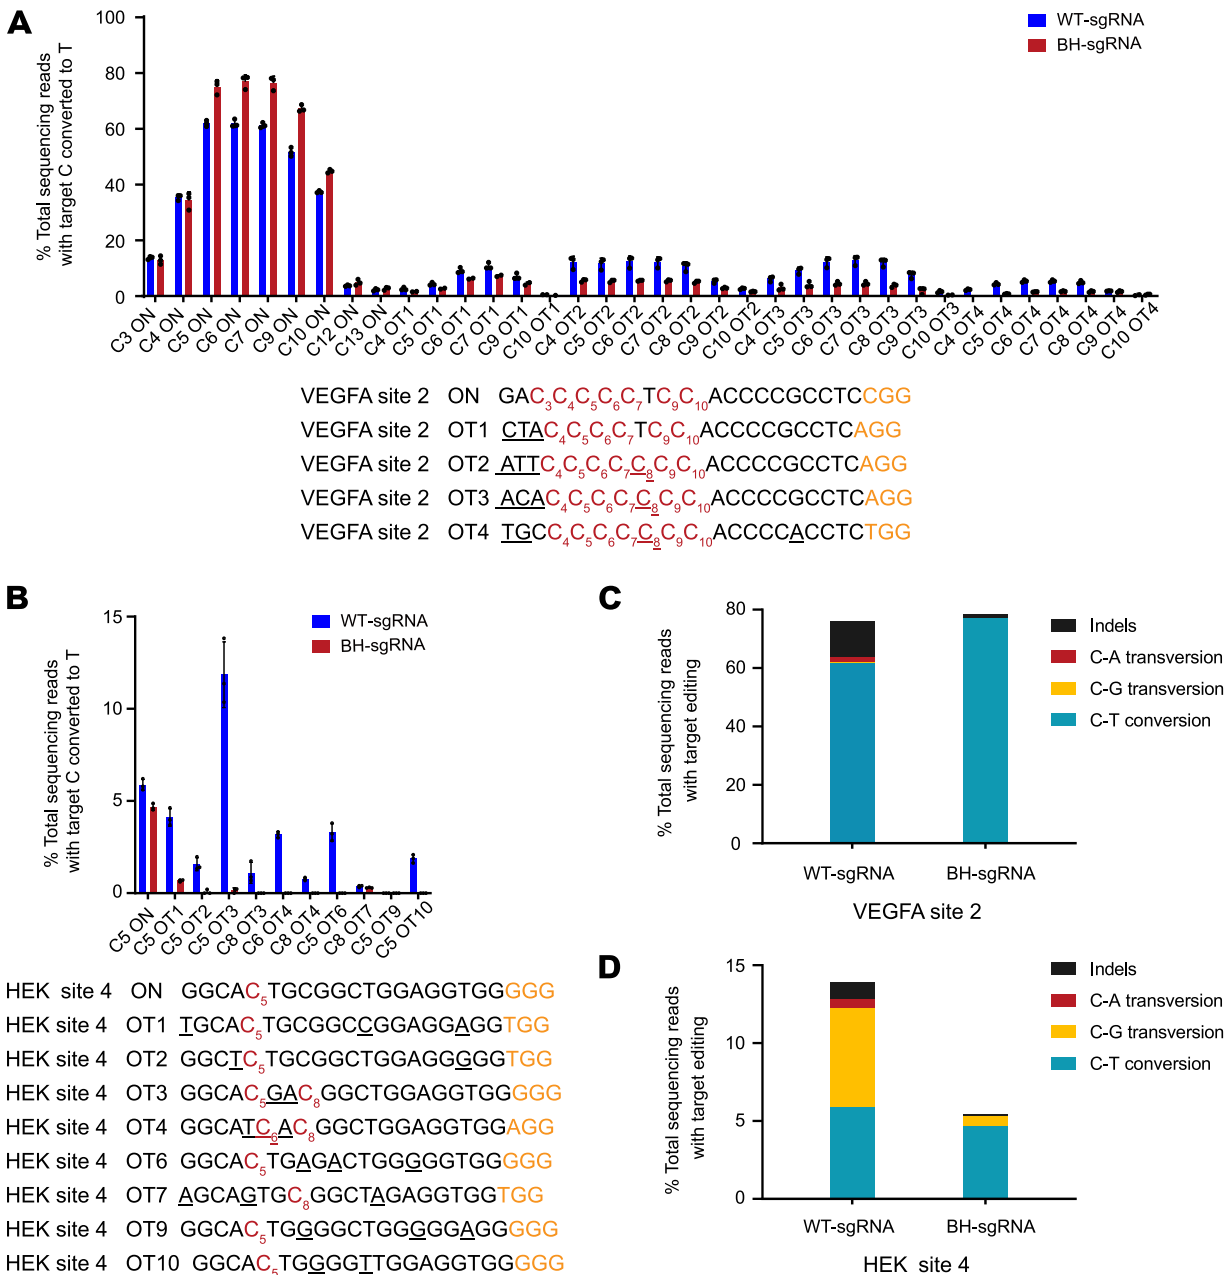 A
% Total sequencing reads
with target C converted to T
100
80
60
40
20
0
WT-sgRNA
BH-sgRNA
C3 ON
C4 ON
C5 ON
C6 ON
C7 ON
C9 ON
C10 ON
C12 ON
C13 ON
C4 OT1
C5 OT1
C6 OT1
C7 OT1
C9 OT1
C10 OT1
C4 OT2
C5 OT2
C6 OT2
C7 OT2
C8 OT2
C9 OT2
C10 OT2
C4 OT3
C5 OT3
C6 OT3
C7 OT3
C8 OT3
C9 OT3
C10 OT3
C4 OT4
C5 OT4
C6 OT4
C7 OT4
C8 OT4
C9 OT4
C10 OT4
VEGFA site 2 ON GAC3C4C5C6C7TC9C10ACCCCGCCTCCGG
VEGFA site 2 OT1 CTAC4C5C6C7TC9C10ACCCCGCCTCAGG
VEGFA site 2 OT2 ATTC4C5C6C7C8C9C10ACCCCGCCTCAGG
VEGFA site 2 OT3 ACAC4C5C6C7C8C9C10ACCCCGCCTCAGG
VEGFA site 2 OT4 TGCC4C5C6C7C8C9C10ACCCCACCTCTGG
B
% Total sequencing reads
with target C converted to T
15
10
5
0
WT-sgRNA
BH-sgRNA
C5 ON
C5 OT1
C5 OT2
C5 OT3
C8 OT3
C6 OT4
C8 OT4
C5 OT6
C8 OT7
C5 OT9
C5 OT10
HEK site 4 ON GGCAC5TGCGGCTGGAGGTGGGGG
HEK site 4 OT1 TGCAC5TGCGGCCGGAGGAGGTGG
HEK site 4 OT2 GGCTC5TGCGGCTGGAGGGGGTGG
HEK site 4 OT3 GGCAC5GAC8GGCTGGAGGTGGGGG
HEK site 4 OT4 GGCATC6AC8GGCTGGAGGTGGAGG
HEK site 4 OT6 GGCAC5TGAGACTGGGGGTGGGGG
HEK site 4 OT7 AGCAGTGC8GGCTAGAGGTGGTGG
HEK site 4 OT9 GGCAC5TGGGGCTGGGGGAGGGGG
HEK site 4 OT10 GGCAC5TGGGGTTGGAGGTGGGGG
C
% Total sequencing reads
with target editing
80
60
40
20
0
WT-sgRNA
BH-sgRNA
VEGFA site 2
Indels
C-A transversion
C-G transversion
C-T conversion
D
% Total sequencing reads
with target editing
15
10
5
0
WT-sgRNA
BH-sgRNA
HEK site 4
Indels
C-A transversion
C-G transversion
C-T conversion